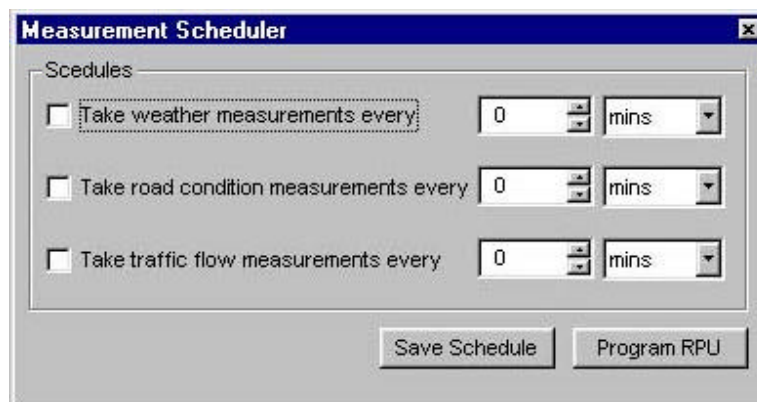 Measurement Scheduler
Scedules
Take weather measurements every 0 mins
Take road condition measurements every 0 mins
Take traffic flow measurements every 0 mins
Save Schedule Program RPU